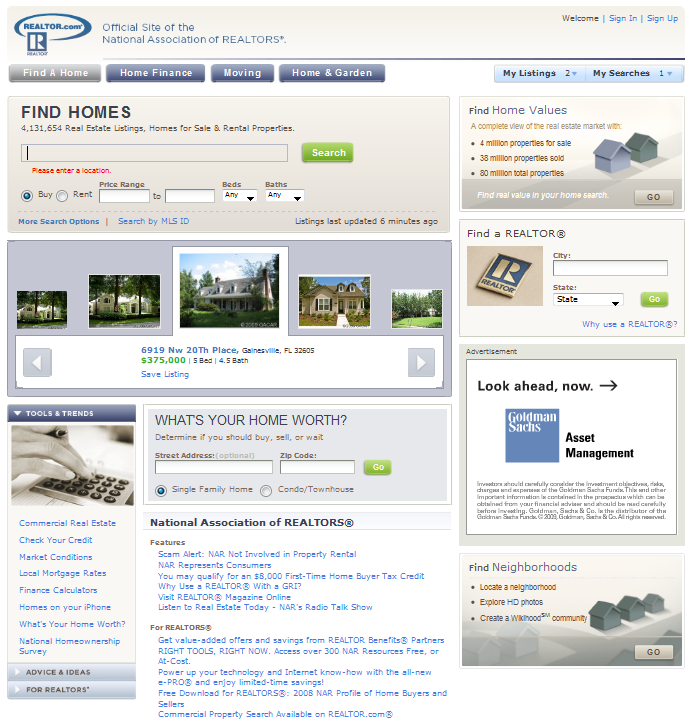 REALTOR.com®
REALTOR®
Official Site of the
National Association of REALTORS®.
Welcome | Sign In | Sign Up
Find A Home
Home Finance
Moving
Home & Garden
My Listings 2
My Searches 1
FIND HOMES
4,131,654 Real Estate Listings, Homes for Sale & Rental Properties.
Search
Please enter a location.
Buy
Rent
Price Range
to
Beds
Any
Baths
Any
More Search Options | Search by MLS ID
Listings last updated 6 minutes ago
6919 Nw 20Th Place, Gainesville, FL 32605
$375,000 | 5 Bed | 4.5 Bath
Save Listing
TOOLS & TRENDS
Commercial Real Estate
Check Your Credit
Market Conditions
Local Mortgage Rates
Finance Calculators
Homes on your iPhone
What's Your Home Worth?
National Homeownership
Survey
ADVICE & IDEAS
FOR REALTORS®
WHAT'S YOUR HOME WORTH?
Determine if you should buy, sell, or wait
Street Address: (optional)
Zip Code:
Go
Single Family Home
Condo/Townhouse
National Association of REALTORS®
Features
Scam Alert: NAR Not Involved in Property Rental
NAR Represents Consumers
You may qualify for an $8,000 First-Time Home Buyer Tax Credit
Why Use a REALTOR® With a GRI?
Visit REALTOR® Magazine Online
Listen to Real Estate Today - NAR's Radio Talk Show
For REALTORS®
Get value-added offers and savings from REALTOR Benefits® Partners
RIGHT TOOLS, RIGHT NOW. Access over 300 NAR Resources Free, or
At-Cost.
Power up your technology and Internet know-how with the all-new
e-PRO® and enjoy limited-time savings!
Free Download for REALTORS®: 2008 NAR Profile of Home Buyers and
Sellers
Commercial Property Search Available on REALTOR.com®
Find Home Values
A complete view of the real estate market with:
4 million properties for sale
38 million properties sold
80 million total properties
Find real value in your home search.
GO
Find a REALTOR®
REALTOR®
City:
State:
State
Go
Why use a REALTOR®?
Advertisement
Look ahead, now. →
Goldman
Sachs
Asset
Management
Investors should carefully consider the investment objectives, risks,
charges and expenses of the Goldman Sachs Funds. This and other
important information is contained in the prospectus which can be
obtained from your financial adviser and should be read carefully
before investing. Goldman, Sachs & Co. is the distributor of the
Goldman Sachs Funds. © 2009, Goldman, Sachs & Co. All rights reserved.
Find Neighborhoods
Locate a neighborhood
Explore HD photos
Create a Wikihood℠ community
GO